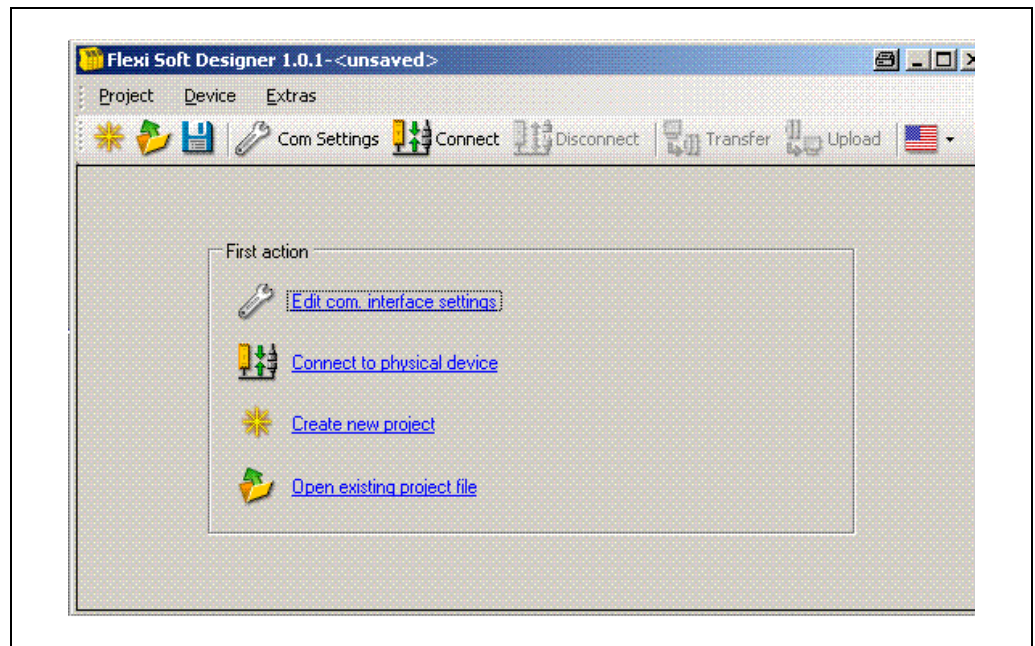 Flexi Soft Designer 1.0.1-<unsaved>
Project Device Extras
Com Settings Connect Disconnect Transfer Upload
First action
Edit com. interface settings
Connect to physical device
Create new project
Open existing project file